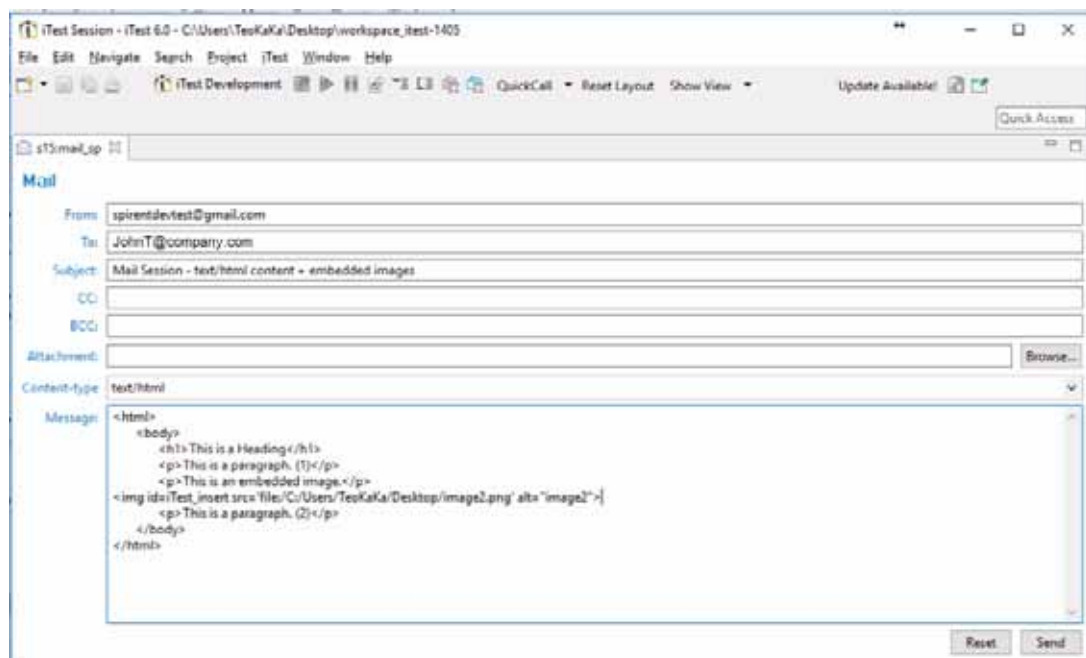 iTest Session - iTest 6.0 - C:\Users\TeoKaKa\Desktop\workspace_itest-1405
File Edit Navigate Search Project iTest Window Help
iTest Development QuickCall Reset Layout Show View Update Available!
Quick Access
s15:mail_sp
Mail
From: spirentdevtest@gmail.com
To: JohnT@company.com
Subject: Mail Session - text/html content + embedded images
CC:
BCC:
Attachment: Browse...
Content-type text/html
Message: <html>
<body>
<h1>This is a Heading</h1>
<p>This is a paragraph. (1)</p>
<p>This is an embedded image.</p>
<img id=iTest_insert src='file:/C:/Users/TeoKaKa/Desktop/image2.png' alt="image2">
<p>This is a paragraph. (2)</p>
</body>
</html>
Reset Send